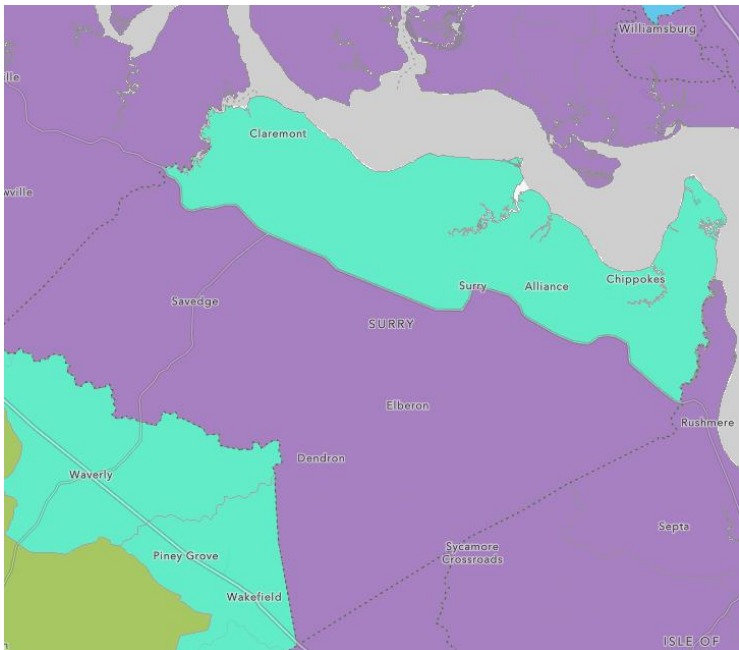 Williamsburg
ille
Claremont
wville
Surry
Alliance
Chippokes
Savedge
SURRY
Elberon
Rushmere
Dendron
Waverly
Septa
Piney Grove
Sycamore
Crossroads
Wakefield
ISLE OF
n